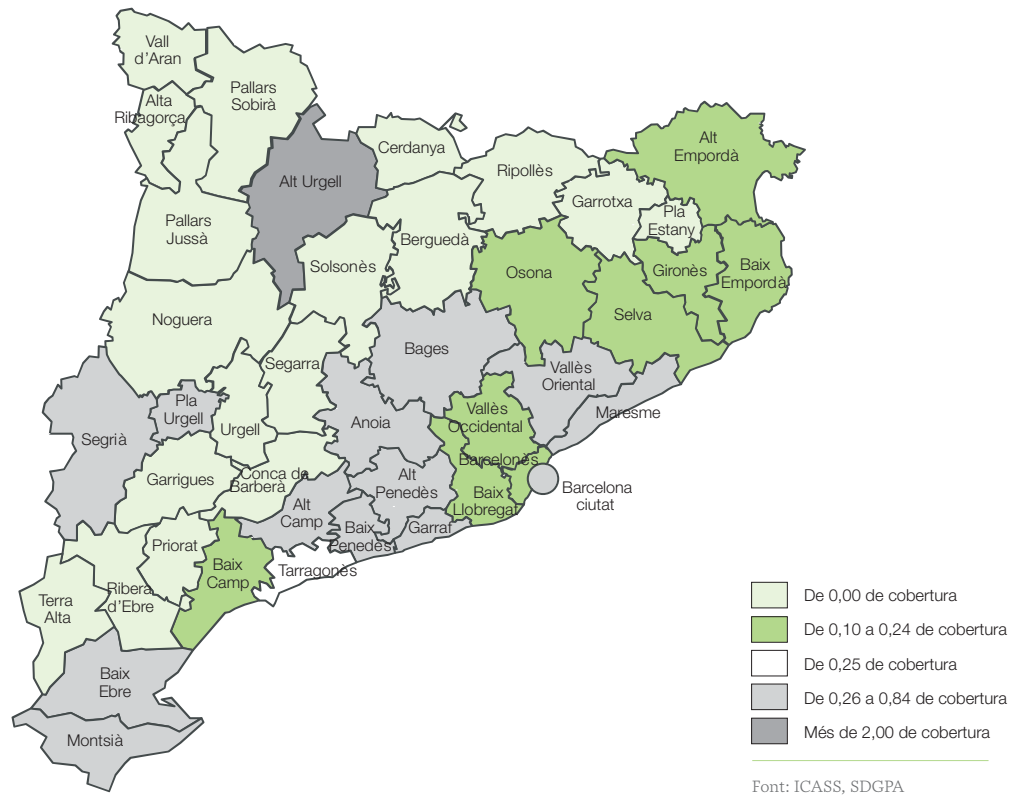 Vall
d'Aran
Alta
Ribagorça
Pallars
Sobirà
Alt Urgell
Cerdanya
Ripollès
Alt
Empordà
Garrotxa
Pla
Estany
Pallars
Jussà
Berguedà
Solsonès
Osona
Gironès
Baix
Empordà
Noguera
Selva
Segarra
Bages
Vallès
Oriental
Pla
Urgell
Maresme
Segrià
Urgell
Anoia
Vallès
Occidental
Barcelonès
Garrigues
Conca de
Barberà
Alt
Penedès
Baix
Llobregat
Barcelona
ciutat
Alt
Camp
Baix
Penedès
Garraf
Priorat
Baix
Camp
Tarragonès
Terra
Alta
Ribera
d'Ebre
Baix
Ebre
Montsià
De 0,00 de cobertura
De 0,10 a 0,24 de cobertura
De 0,25 de cobertura
De 0,26 a 0,84 de cobertura
Més de 2,00 de cobertura
Font: ICASS, SDGPA